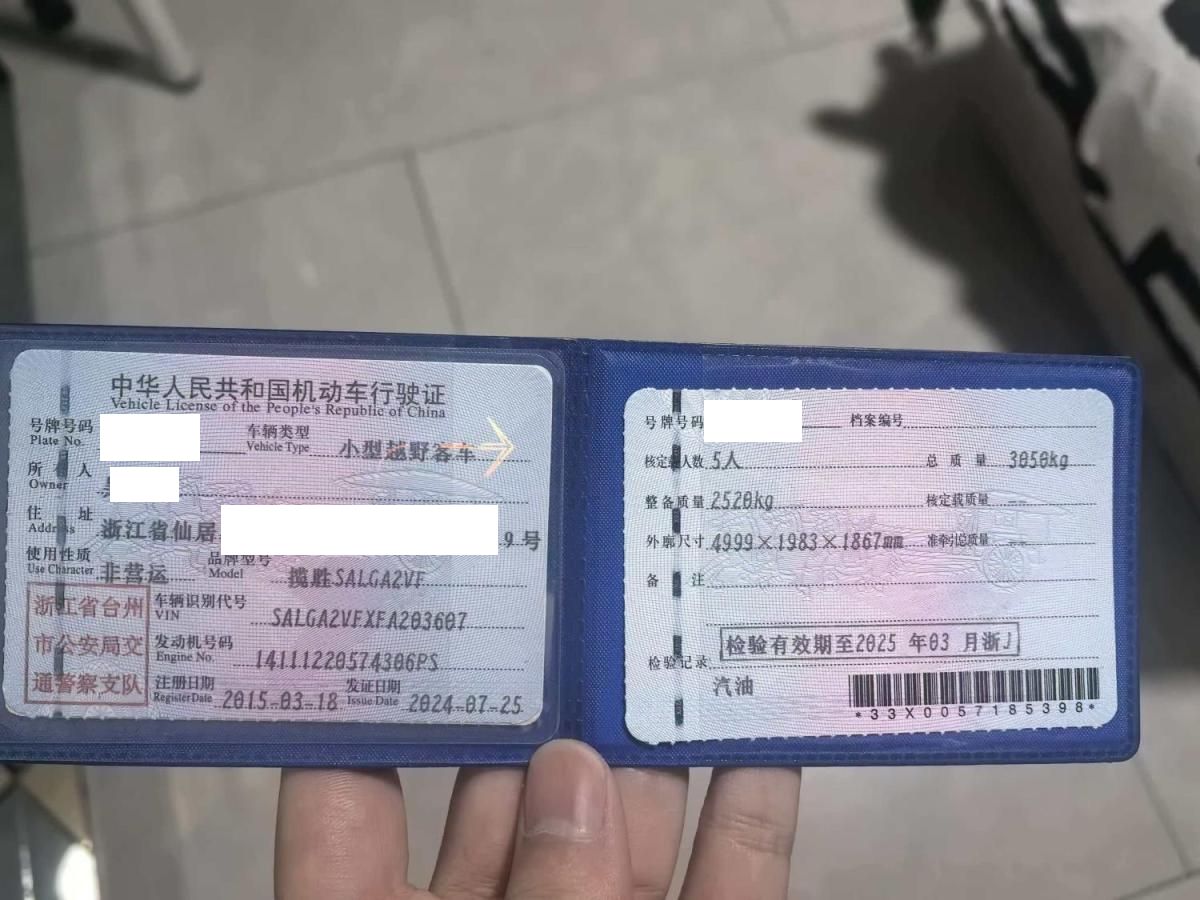 中华人民共和国机动车行驶证
Vehicle License of the People's Republic of China
号牌号码
Plate No.
车辆类型 小型越野客车
Vehicle Type
所有人
Owner
住址 浙江省仙居 9号
Address
使用性质 非营运
Use Character
品牌型号 揽胜SALGA2VF
Model
浙江省台州
市公安局交
通警察支队
车辆识别代号 SALGA2VFXFA203607
VIN
发动机号码 14111220574306PS
Engine No.
注册日期 2015-03-18
Register Date
发证日期 2024-07-25
Issue Date
号牌号码 档案编号
核定载人数 5人 总质量 3050kg
整备质量 2520kg 核定载质量 --
外廓尺寸 4999×1983×1867mm 准牵引总质量 --
备注
检验记录 检验有效期至2025年03月浙J
汽油
*33X0057185398*